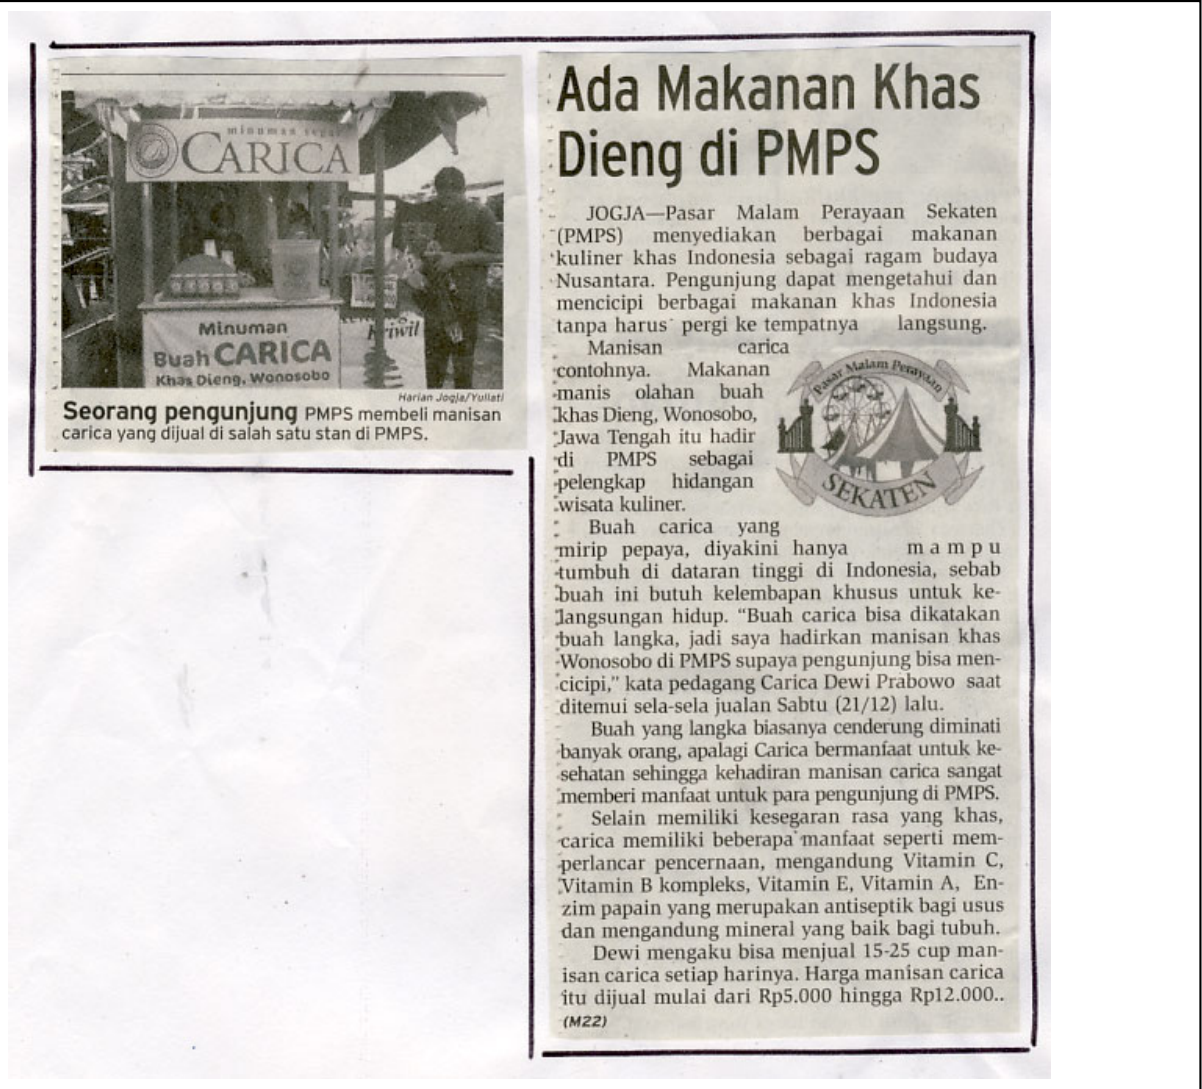 minuman segar
CARICA
Minuman
Buah CARICA
Khas Dieng, Wonosobo
Kriwil
Harian Jogja/Yuliati
Seorang pengunjung PMPS membeli manisan
carica yang dijual di salah satu stan di PMPS.
Ada Makanan Khas
Dieng di PMPS
JOGJA—Pasar Malam Perayaan Sekaten
(PMPS) menyediakan berbagai makanan
kuliner khas Indonesia sebagai ragam budaya
Nusantara. Pengunjung dapat mengetahui dan
mencicipi berbagai makanan khas Indonesia
tanpa harus pergi ke tempatnya langsung.
Manisan carica
contohnya. Makanan
manis olahan buah
khas Dieng, Wonosobo,
Jawa Tengah itu hadir
di PMPS sebagai
pelengkap hidangan
wisata kuliner.
Pasar Malam Perayaan
SEKATEN
Buah carica yang
mirip pepaya, diyakini hanya mampu
tumbuh di dataran tinggi di Indonesia, sebab
buah ini butuh kelembapan khusus untuk ke-
langsungan hidup. “Buah carica bisa dikatakan
buah langka, jadi saya hadirkan manisan khas
Wonosobo di PMPS supaya pengunjung bisa men-
cicipi,” kata pedagang Carica Dewi Prabowo saat
ditemui sela-sela jualan Sabtu (21/12) lalu.
Buah yang langka biasanya cenderung diminati
banyak orang, apalagi Carica bermanfaat untuk ke-
sehatan sehingga kehadiran manisan carica sangat
memberi manfaat untuk para pengunjung di PMPS.
Selain memiliki kesegaran rasa yang khas,
carica memiliki beberapa manfaat seperti mem-
perlancar pencernaan, mengandung Vitamin C,
Vitamin B kompleks, Vitamin E, Vitamin A, En-
zim papain yang merupakan antiseptik bagi usus
dan mengandung mineral yang baik bagi tubuh.
Dewi mengaku bisa menjual 15-25 cup man-
isan carica setiap harinya. Harga manisan carica
itu dijual mulai dari Rp5.000 hingga Rp12.000..
(M22)